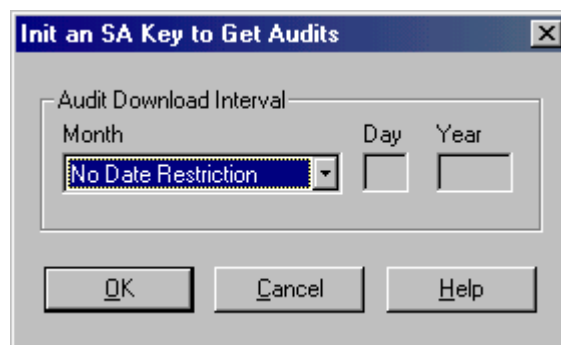 Init an SA Key to Get Audits
Audit Download Interval
Month Day Year
No Date Restriction
OK Cancel Help